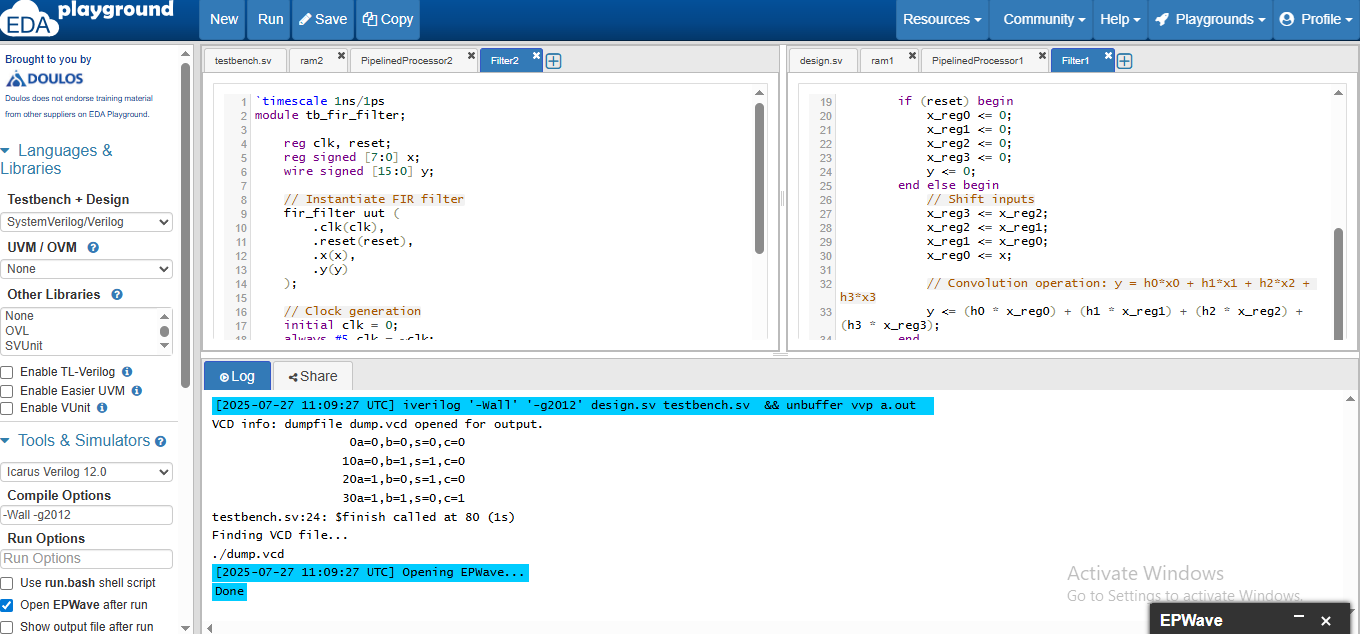 EDA playground
New Run Save Copy Resources Community Help Playgrounds Profile
Brought to you by
DOULOS
Doulos does not endorse training material
from other suppliers on EDA Playground.
Languages &
Libraries
Testbench + Design
SystemVerilog/Verilog
UVM / OVM
None
Other Libraries
None
OVL
SVUnit
Enable TL-Verilog
Enable Easier UVM
Enable VUnit
Tools & Simulators
Icarus Verilog 12.0
Compile Options
-Wall -g2012
Run Options
Run Options
Use run.bash shell script
Open EPWave after run
Show output file after run
testbench.sv ram2 PipelinedProcessor2 Filter2
1 `timescale 1ns/1ps
2 module tb_fir_filter;
3
4 reg clk, reset;
5 reg signed [7:0] x;
6 wire signed [15:0] y;
7
8 // Instantiate FIR filter
9 fir_filter uut (
10 .clk(clk),
11 .reset(reset),
12 .x(x),
13 .y(y)
14 );
15
16 // Clock generation
17 initial clk = 0;
18 always #5 clk = ~clk;
design.sv ram1 PipelinedProcessor1 Filter1
19 if (reset) begin
20 x_reg0 <= 0;
21 x_reg1 <= 0;
22 x_reg2 <= 0;
23 x_reg3 <= 0;
24 y <= 0;
25 end else begin
26 // Shift inputs
27 x_reg3 <= x_reg2;
28 x_reg2 <= x_reg1;
29 x_reg1 <= x_reg0;
30 x_reg0 <= x;
31
32 // Convolution operation: y = h0*x0 + h1*x1 + h2*x2 +
h3*x3
33 y <= (h0 * x_reg0) + (h1 * x_reg1) + (h2 * x_reg2) +
(h3 * x_reg3);
34 end
Log Share
[2025-07-27 11:09:27 UTC] iverilog '-Wall' '-g2012' design.sv testbench.sv && unbuffer vvp a.out
VCD info: dumpfile dump.vcd opened for output.
0a=0,b=0,s=0,c=0
10a=0,b=1,s=1,c=0
20a=1,b=0,s=1,c=0
30a=1,b=1,s=0,c=1
testbench.sv:24: $finish called at 80 (1s)
Finding VCD file...
./dump.vcd
[2025-07-27 11:09:27 UTC] Opening EPWave...
Done
Activate Windows
Go to Settings to activate Windows.
EPWave